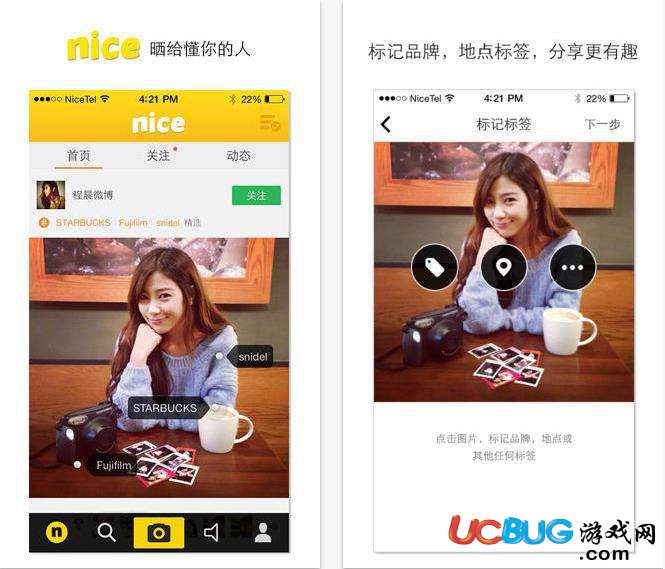 nice 晒给懂你的人
NiceTel 4:21 PM 22%
nice
首页 关注 动态
程晨微博 关注
# STARBUCKS Fujifilm snidel 精选
snidel
STARBUCKS
Fujifilm
n
标记品牌，地点标签，分享更有趣
NiceTel 4:21 PM 22%
标记标签 下一步
点击图片，标记品牌，地点或
其他任何标签
UCBUG游戏网
.com